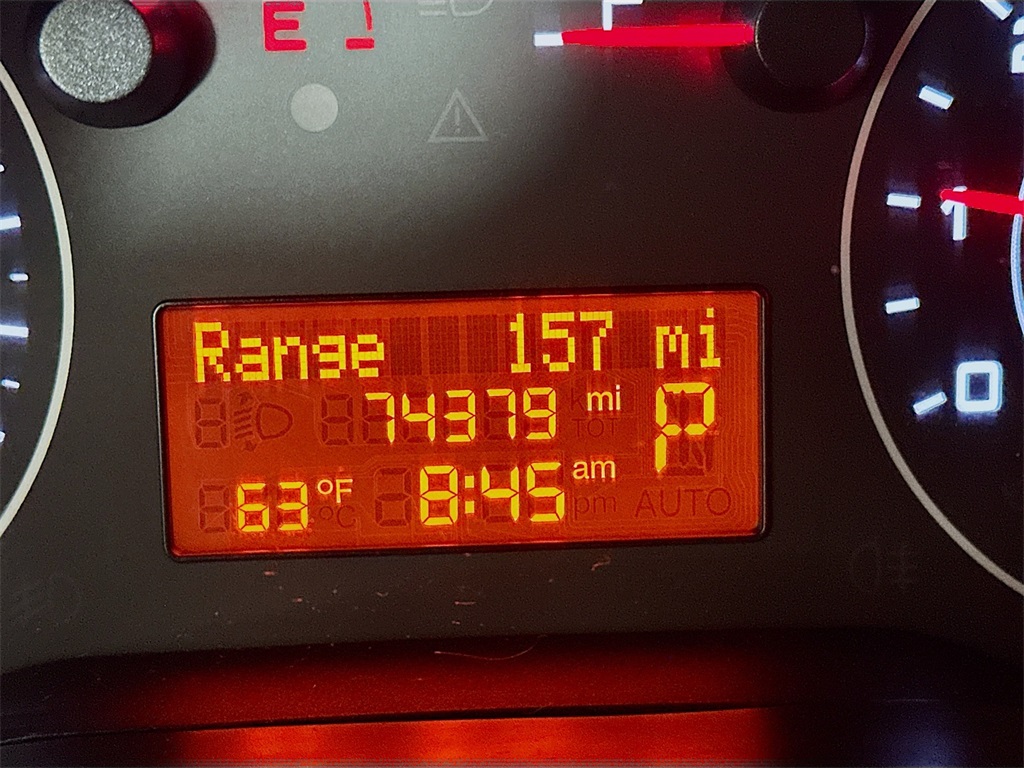 E F
Range 157 mi
74379 mi P
TOT
63 °F 8:45 am
°C pm AUTO
1
0